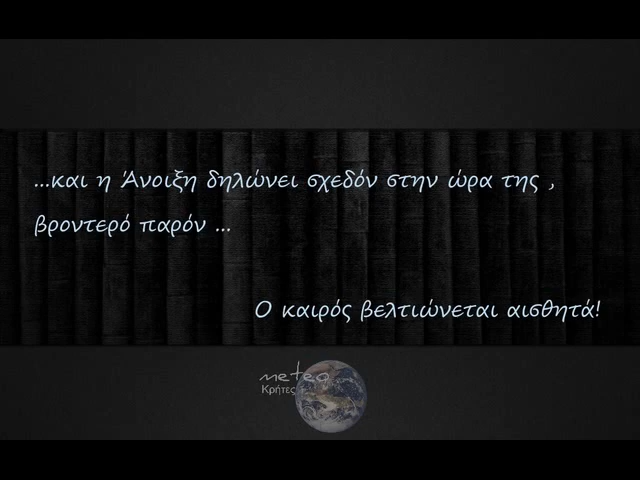 ...και η Άνοιξη δηλώνει σχεδόν στην ώρα της ,
βροντερό παρόν ...
Ο καιρός βελτιώνεται αισθητά!
meteo
Κρήτες